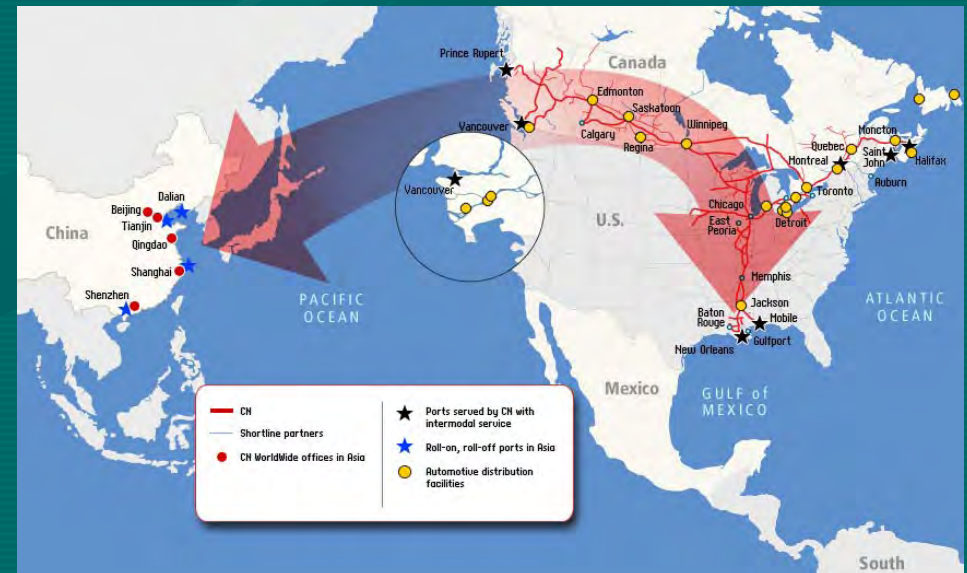 Prince Rupert
Canada
Edmonton
Saskatoon
Vancouver
Calgary
Regina
Winnipeg
Quebec
Moncton
Montreal
Saint
John
Halifax
Auburn
Toronto
Vancouver
Dalian
Beijing
Tianjin
China
Qingdao
Shanghai
Shenzhen
U.S.
Chicago
East
Peoria
Detroit
Memphis
Jackson
Baton
Rouge
Mobile
Gulfport
New Orleans
PACIFIC
OCEAN
ATLANTIC
OCEAN
Mexico
GULF of
MEXICO
CN
Shortline partners
CN WorldWide offices in Asia
Ports served by CN with
intermodal service
Roll-on, roll-off ports in Asia
Automotive distribution
facilities
South